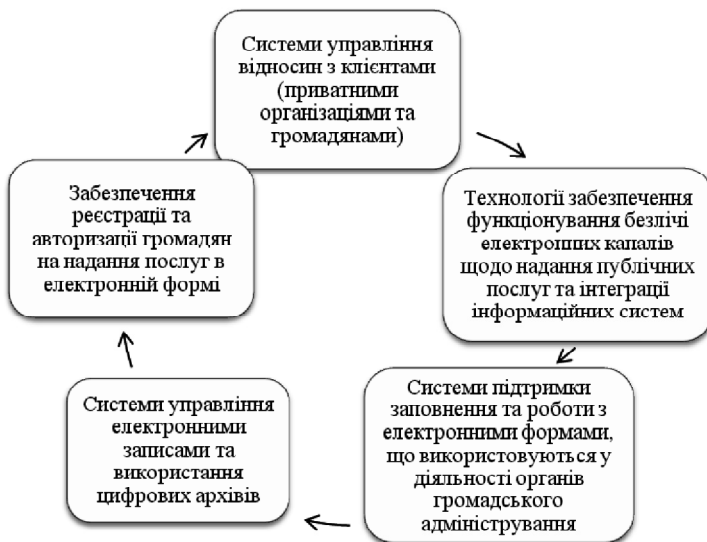 Системи управління
відносин з клієнтами
(приватними
організаціями та
громадянами)
Технології забезпечення
функціонування безлічі
електронних каналів
щодо надання публічних
послуг та інтеграції
інформаційних систем
Системи підтримки
заповнення та роботи з
електронними формами,
що використовуються у
діяльності органів
громадського
адміністрування
Системи управління
електронними
записами та
використання
цифрових архівів
Забезпечення
реєстрації та
авторизації громадян
на надання послуг в
електронній формі